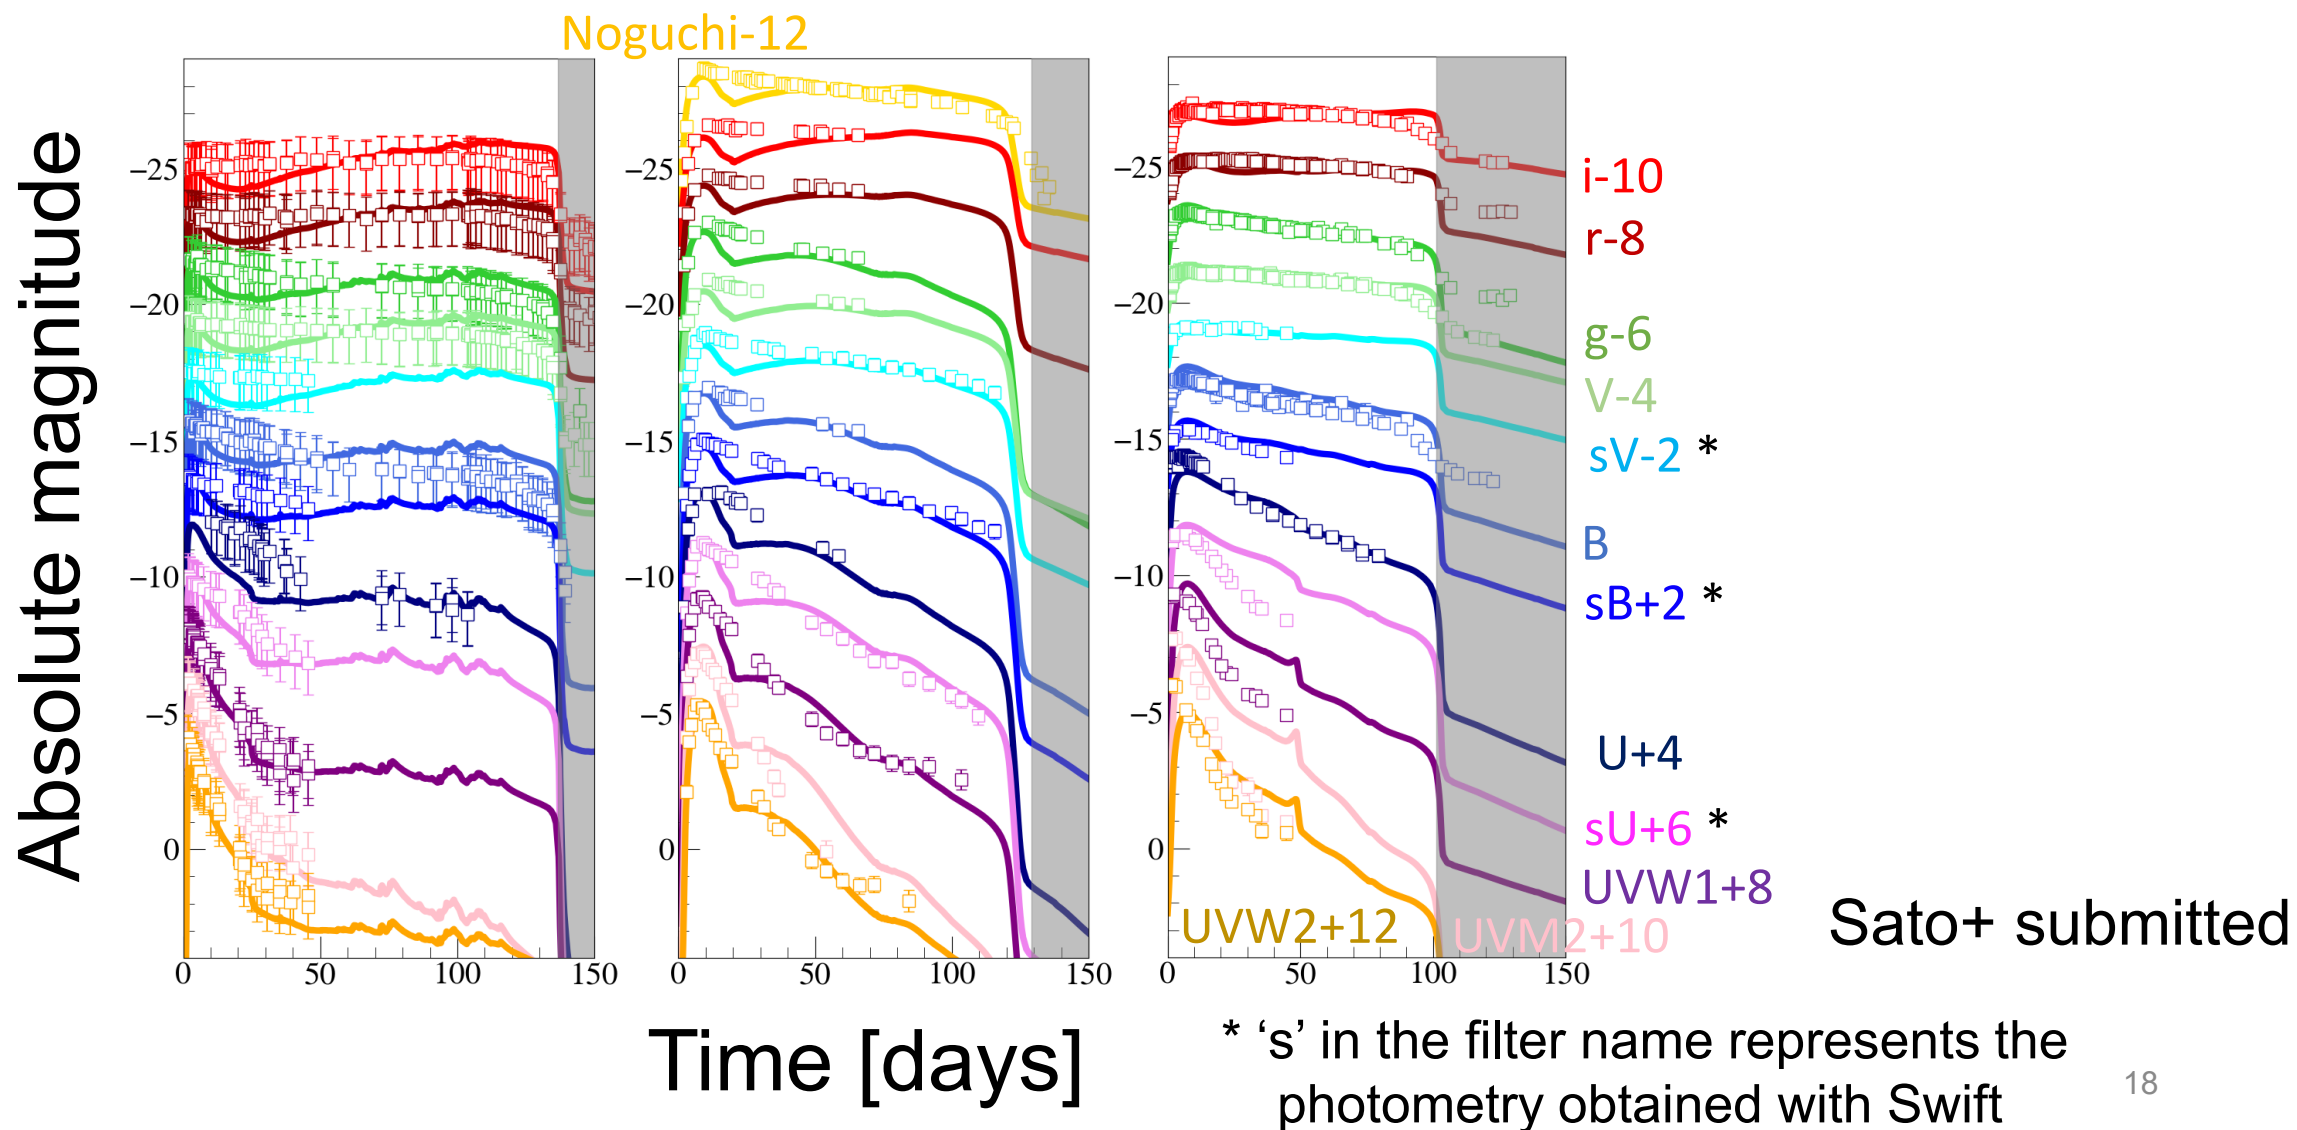 Noguchi-12
Absolute magnitude
−25
−20
−15
−10
−5
0
0
50
100
150
−25
−20
−15
−10
−5
0
0
50
100
150
−25
−20
−15
−10
−5
0
0
50
100
150
i-10
r-8
g-6
V-4
sV-2 *
B
sB+2 *
U+4
sU+6 *
UVW1+8
UVW2+12
UVM2+10
Sato+ submitted
Time [days]
* ‘s’ in the filter name represents the
photometry obtained with Swift
18